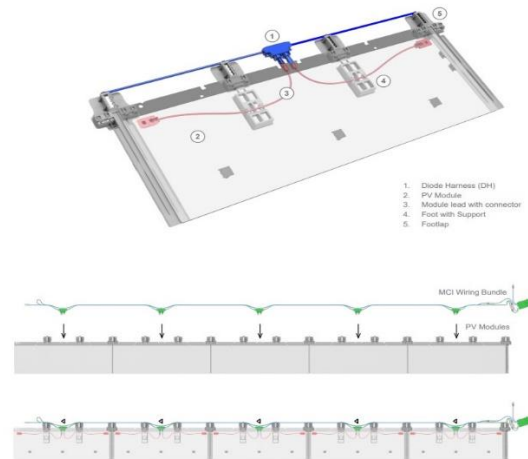 1
5
4
3
2
1. Diode Harness (DH)
2. PV Module
3. Module lead with connector
4. Foot with Support
5. Footlap
MCI Wiring Bundle
PV Modules